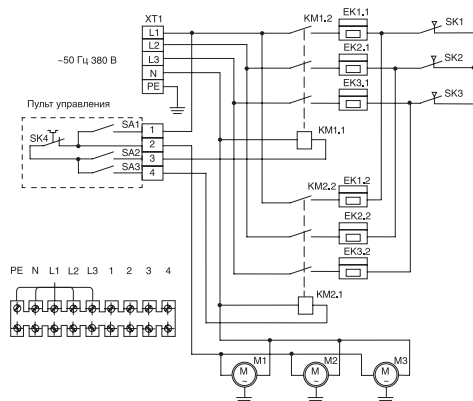 XT1
L1
L2
L3
N
PE
~50 Гц 380 В
KM1.2
EK1.1
EK2.1
EK3.1
SK1
SK2
SK3
Пульт управления
SK4
SA1
SA2
SA3
1
2
3
4
KM1.1
KM2.2
EK1.2
EK2.2
EK3.2
KM2.1
PE N L1 L2 L3 1 2 3 4
M1
M2
M3
M
~
M
~
M
~